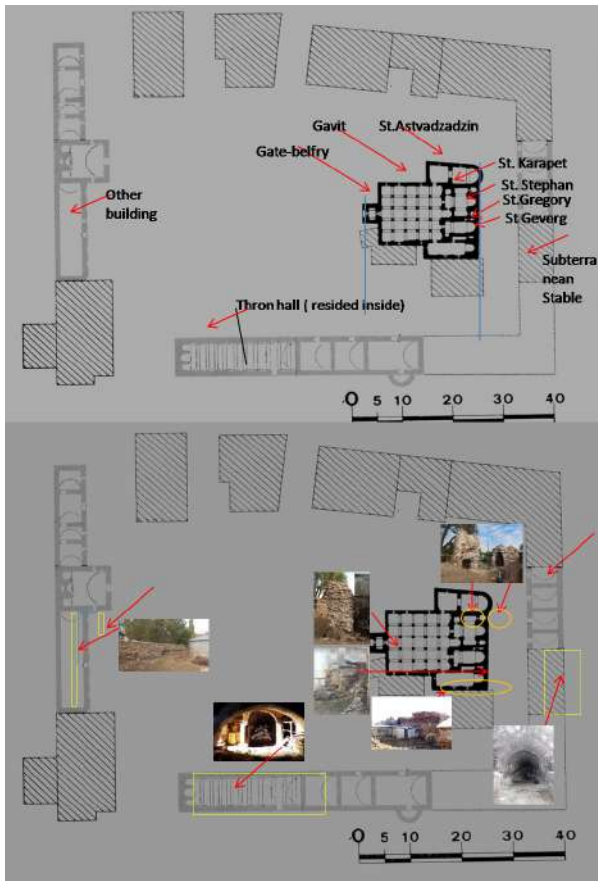 Gavit
St.Astvadzadzin
Gate-belfry
St. Karapet
St. Stephan
St.Gregory
St Gevorg
Other
building
Subterra
nean
Stable
Thron hall ( resided inside)
0 5 10 20 30 40
0 5 10 20 30 40